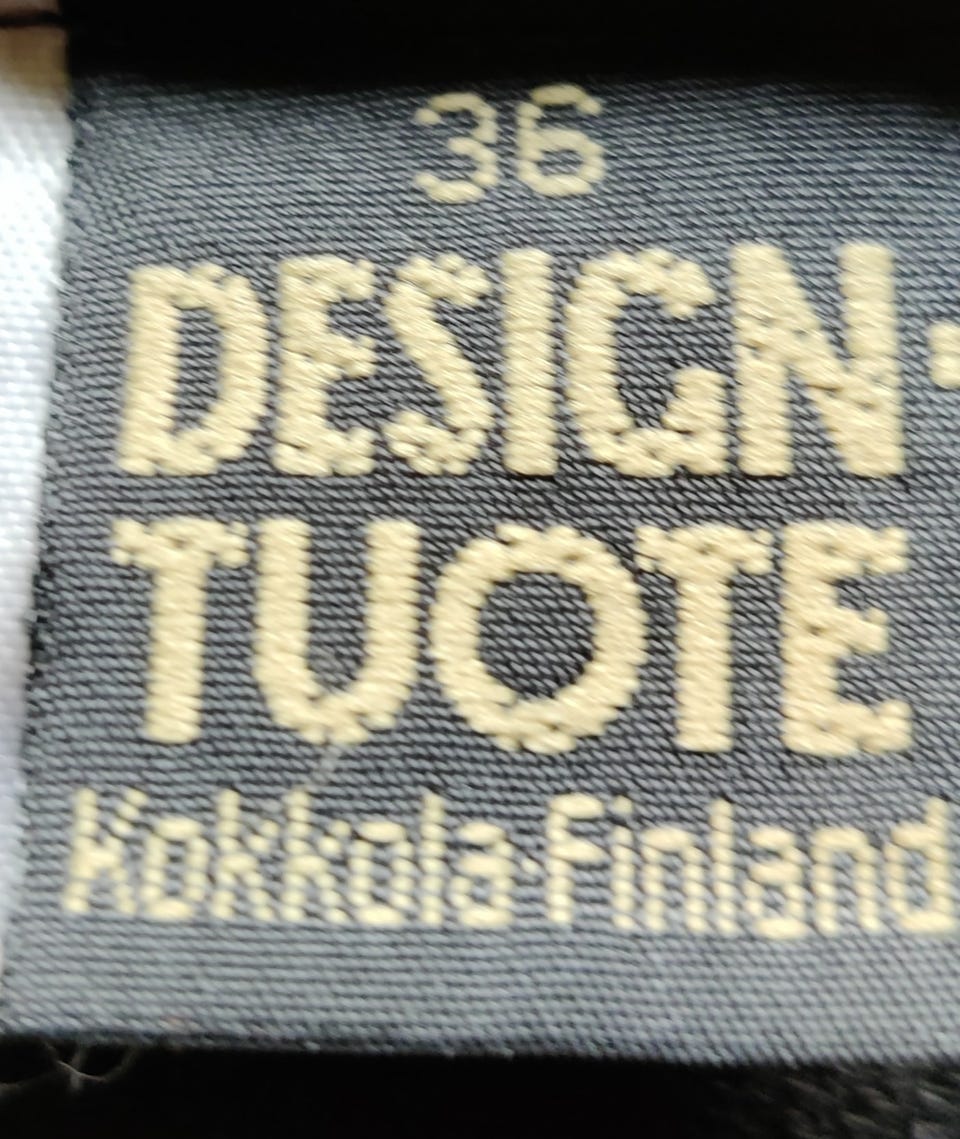 36
DESIGN-
TUOTE
Kokkola·Finland